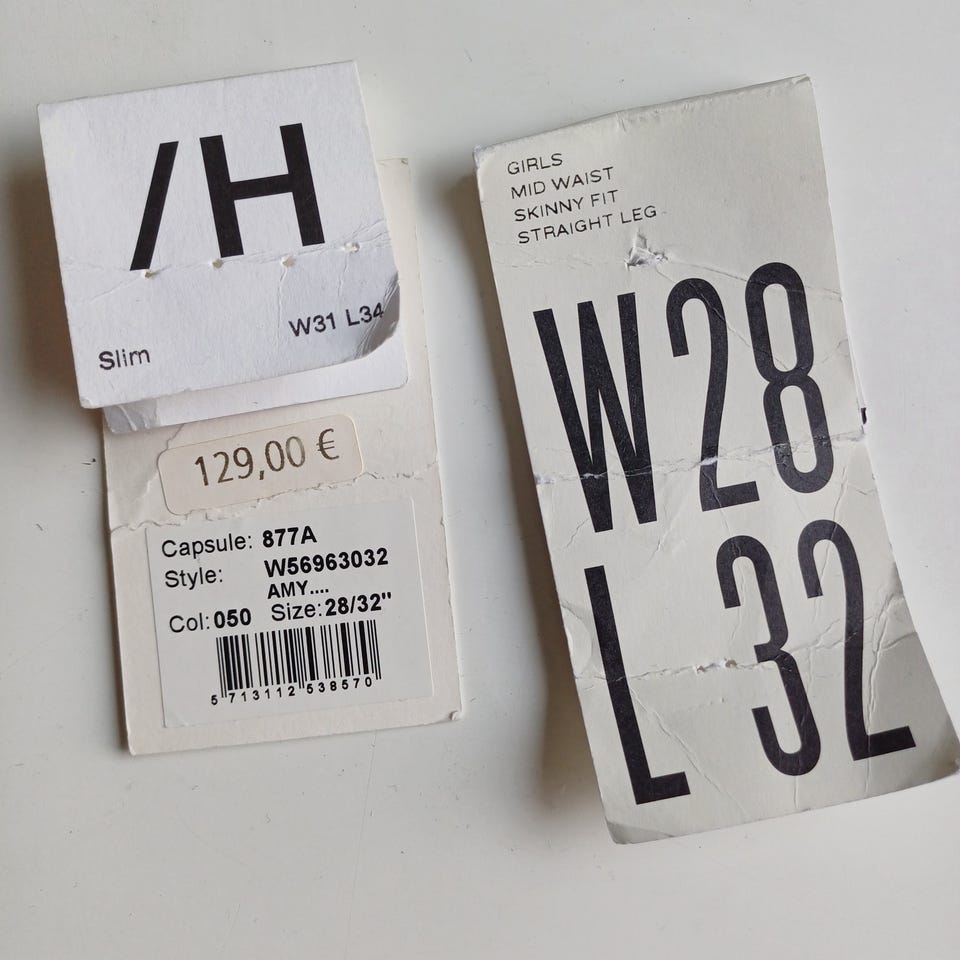 /H
Slim
W31 L34
129,00 €
Capsule: 877A
Style: W56963032
AMY....
Col: 050 Size: 28/32"
5 713112 538570
GIRLS
MID WAIST
SKINNY FIT
STRAIGHT LEG
W28
L 32